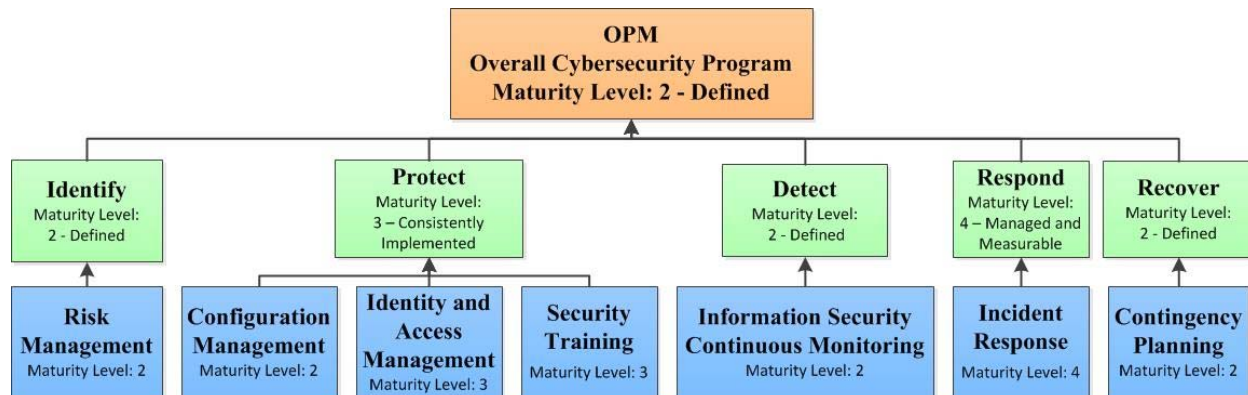 OPM
Overall Cybersecurity Program
Maturity Level: 2 - Defined
Identify
Maturity Level:
2 - Defined
Protect
Maturity Level:
3 – Consistently
Implemented
Detect
Maturity Level:
2 - Defined
Respond
Maturity Level:
4 – Managed and
Measurable
Recover
Maturity Level:
2 - Defined
Risk
Management
Maturity Level: 2
Configuration
Management
Maturity Level: 2
Identity and
Access
Management
Maturity Level: 3
Security
Training
Maturity Level: 3
Information Security
Continuous Monitoring
Maturity Level: 2
Incident
Response
Maturity Level: 4
Contingency
Planning
Maturity Level: 2